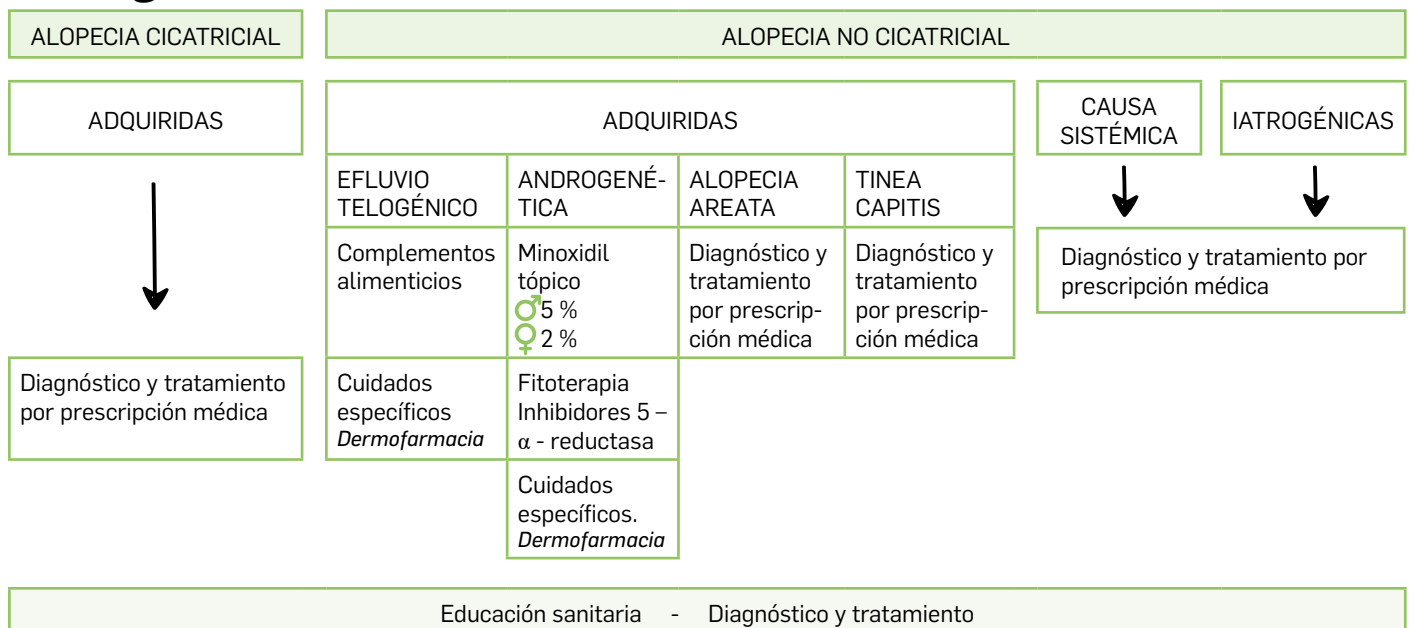 ALOPECIA CICATRICIAL
ALOPECIA NO CICATRICIAL
ADQUIRIDAS
ADQUIRIDAS
CAUSA
SISTÉMICA
IATROGÉNICAS
EFLUVIO
TELOGÉNICO
ANDROGENÉ-
TICA
ALOPECIA
AREATA
TINEA
CAPITIS
Complementos
alimenticios
Minoxidil
tópico
♂5 %
♀2 %
Diagnóstico y
tratamiento
por prescrip-
ción médica
Diagnóstico y
tratamiento
por prescrip-
ción médica
Diagnóstico y tratamiento por
prescripción médica
Diagnóstico y tratamiento
por prescripción médica
Cuidados
específicos
Dermofarmacia
Fitoterapia
Inhibidores 5 –
α - reductasa
Cuidados
específicos.
Dermofarmacia
Educación sanitaria - Diagnóstico y tratamiento